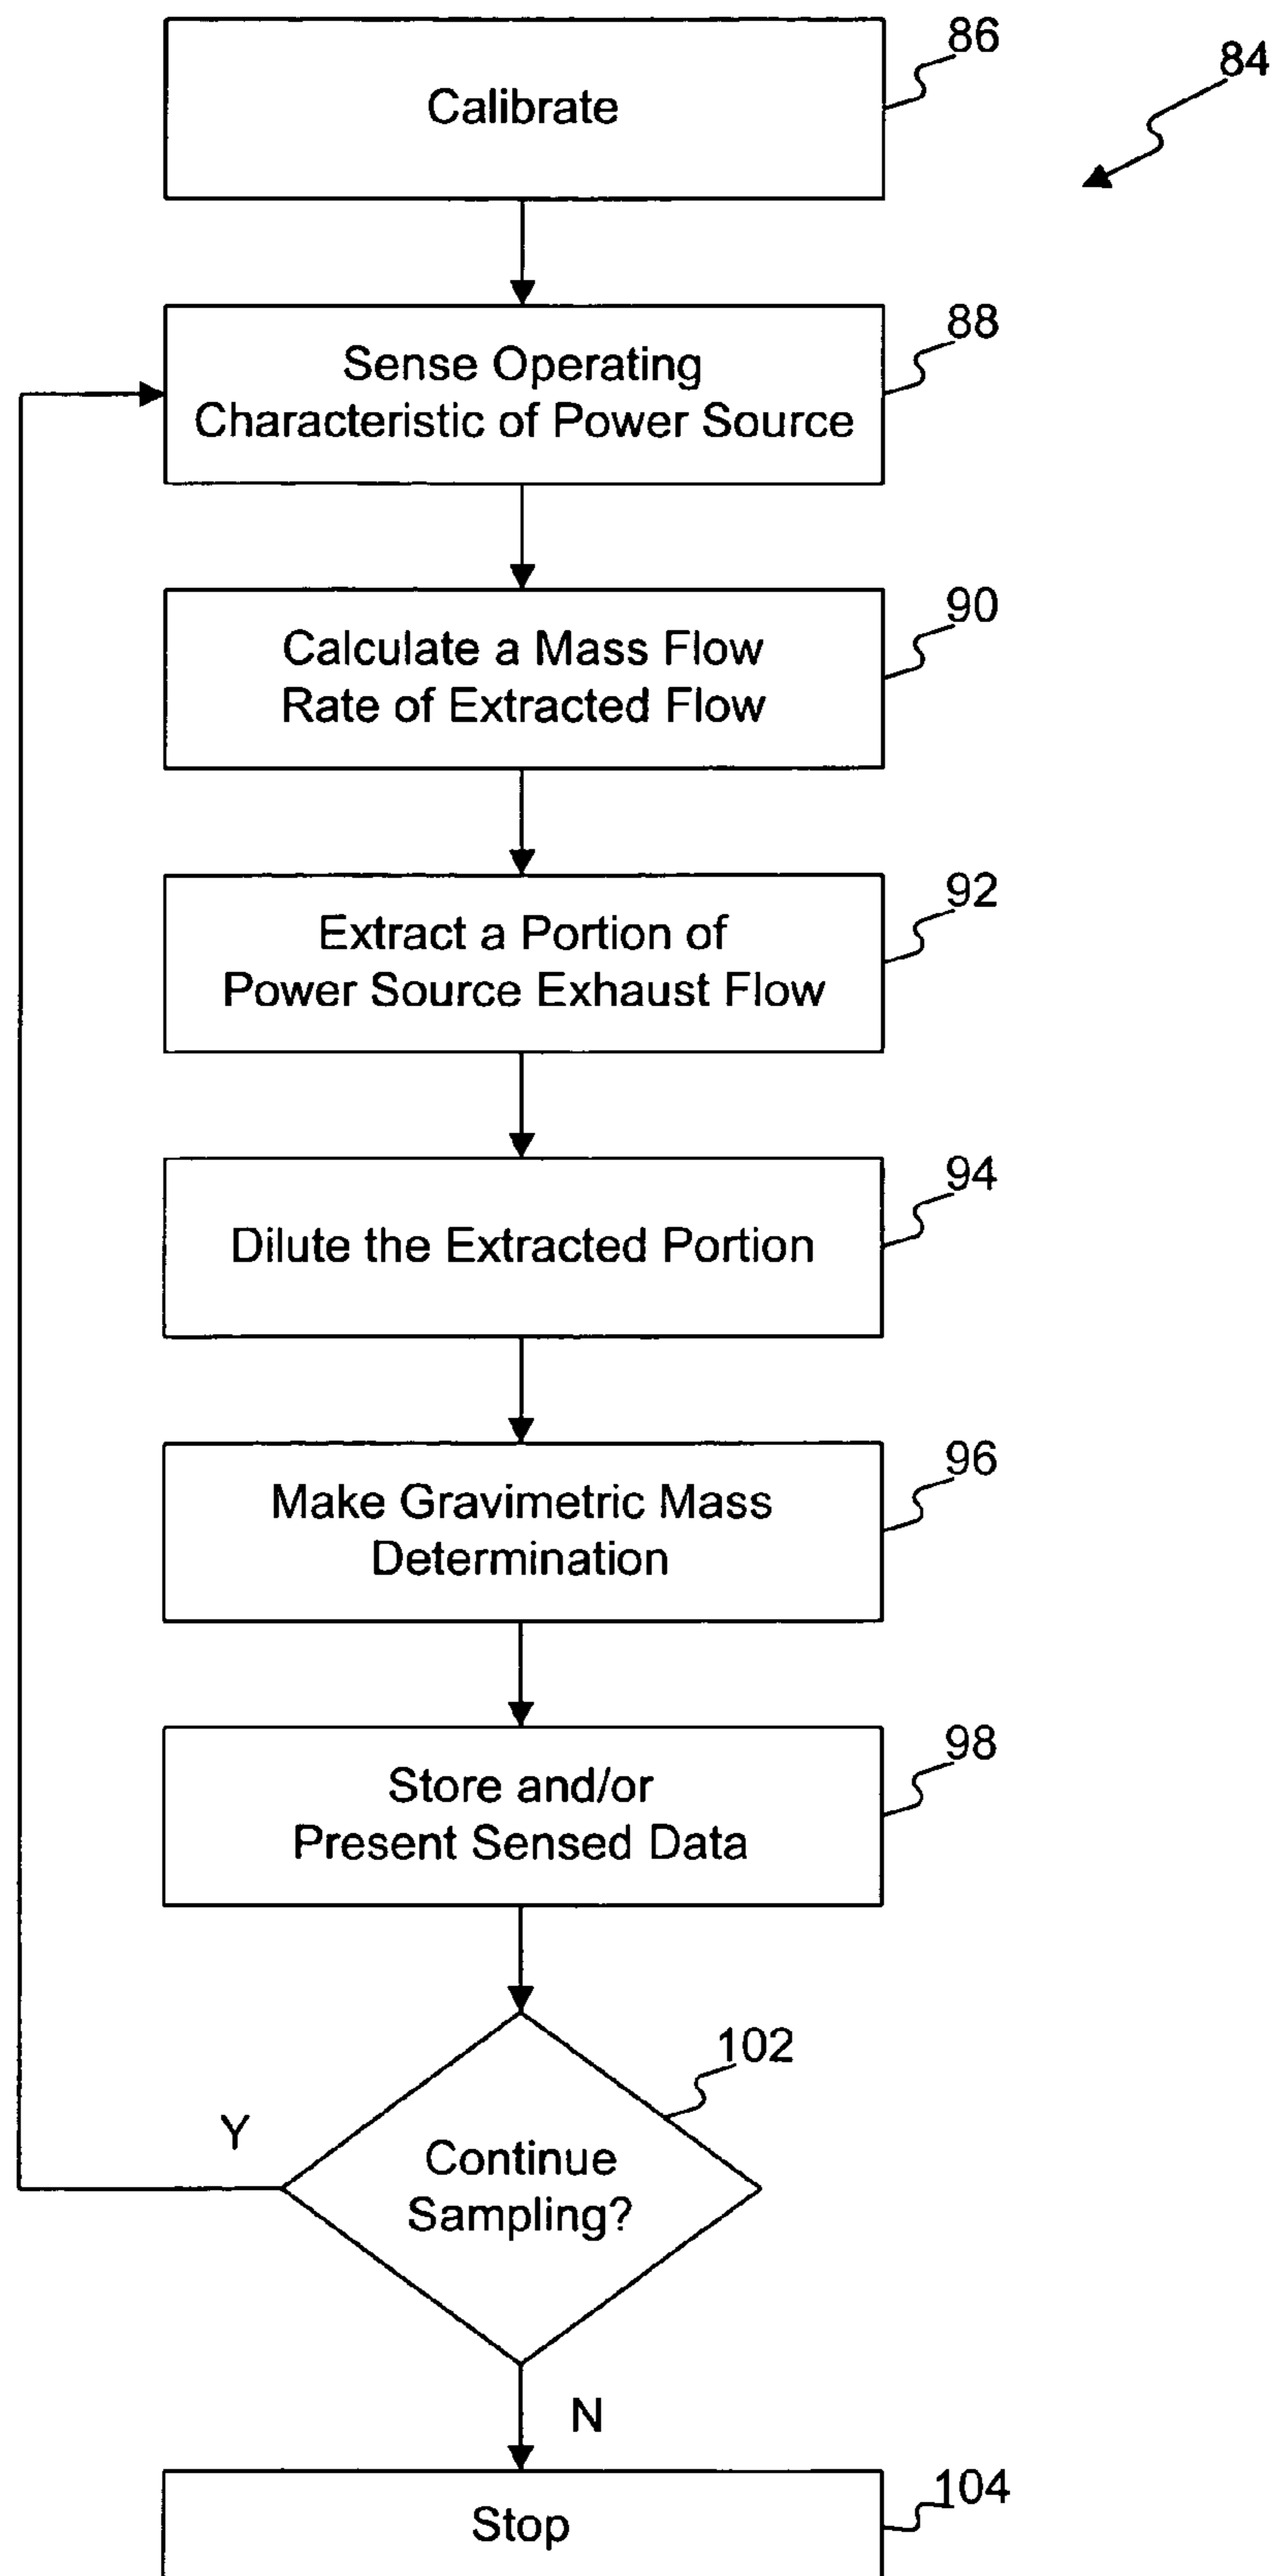 86
84
Calibrate
88
Sense Operating
Characteristic of Power Source
90
Calculate a Mass Flow
Rate of Extracted Flow
92
Extract a Portion of
Power Source Exhaust Flow
94
Dilute the Extracted Portion
96
Make Gravimetric Mass
Determination
98
Store and/or
Present Sensed Data
102
Y
Continue
Sampling?
N
104
Stop